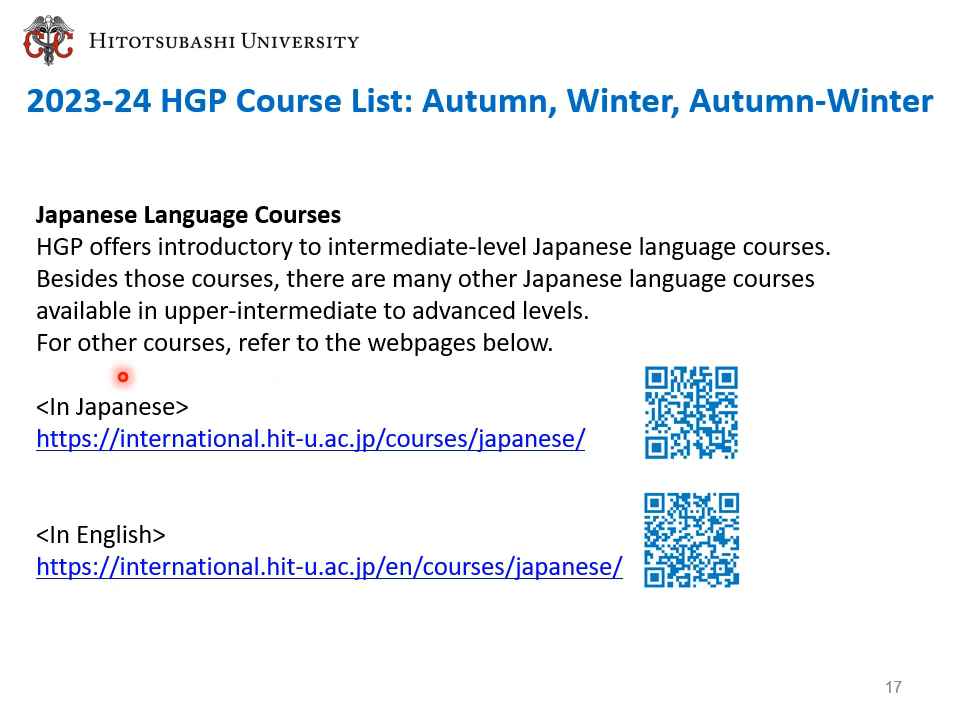 HITOTSUBASHI UNIVERSITY
2023-24 HGP Course List: Autumn, Winter, Autumn-Winter
Japanese Language Courses
HGP offers introductory to intermediate-level Japanese language courses.
Besides those courses, there are many other Japanese language courses
available in upper-intermediate to advanced levels.
For other courses, refer to the webpages below.
<In Japanese>
https://international.hit-u.ac.jp/courses/japanese/
<In English>
https://international.hit-u.ac.jp/en/courses/japanese/
17